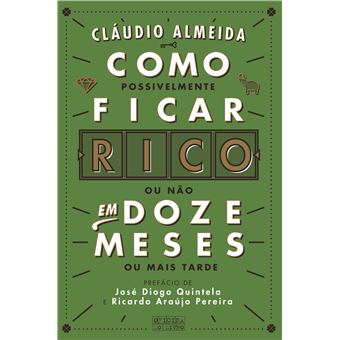 CLÁUDIO ALMEIDA
COMO
POSSIVELMENTE
FICAR
RICO
OU NÃO
EM DOZE
MESES
OU MAIS TARDE
PREFÁCIO DE
José Diogo Quintela
E Ricardo Araújo Pereira